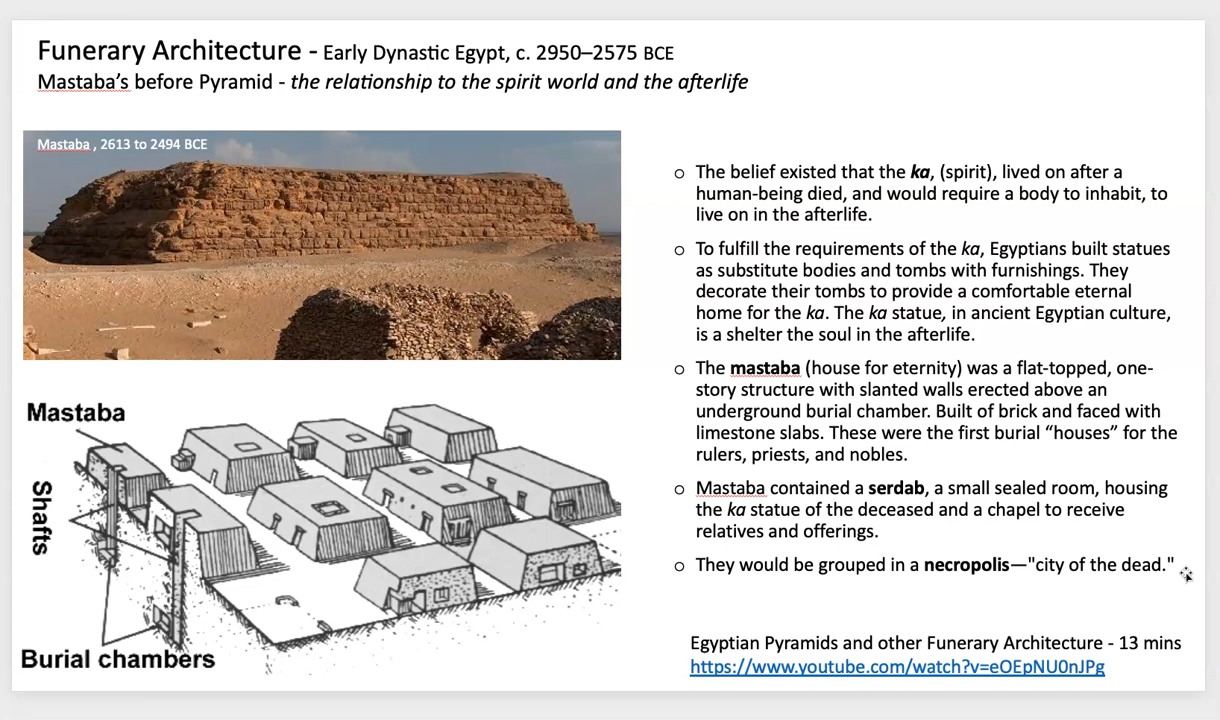 Funerary Architecture - Early Dynastic Egypt, c. 2950–2575 BCE
Mastaba’s before Pyramid - the relationship to the spirit world and the afterlife
Mastaba , 2613 to 2494 BCE
○ The belief existed that the ka, (spirit), lived on after a
human-being died, and would require a body to inhabit, to
live on in the afterlife.
○ To fulfill the requirements of the ka, Egyptians built statues
as substitute bodies and tombs with furnishings. They
decorate their tombs to provide a comfortable eternal
home for the ka. The ka statue, in ancient Egyptian culture,
is a shelter the soul in the afterlife.
○ The mastaba (house for eternity) was a flat-topped, one-
story structure with slanted walls erected above an
underground burial chamber. Built of brick and faced with
limestone slabs. These were the first burial “houses” for the
rulers, priests, and nobles.
○ Mastaba contained a serdab, a small sealed room, housing
the ka statue of the deceased and a chapel to receive
relatives and offerings.
○ They would be grouped in a necropolis—"city of the dead."
Mastaba
Shafts
Burial chambers
Egyptian Pyramids and other Funerary Architecture - 13 mins
https://www.youtube.com/watch?v=eOEpNU0nJPg